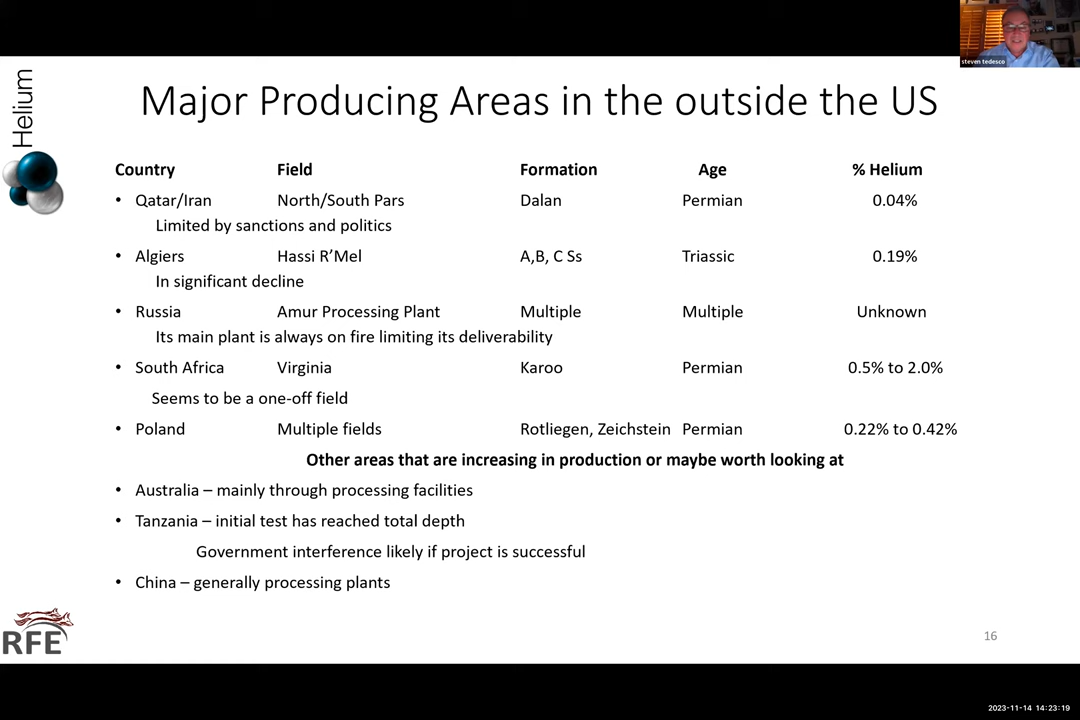 steven tedesco
Helium
Major Producing Areas in the outside the US
Country Field Formation Age % Helium
• Qatar/Iran North/South Pars Dalan Permian 0.04%
Limited by sanctions and politics
• Algiers Hassi R’Mel A,B, C Ss Triassic 0.19%
In significant decline
• Russia Amur Processing Plant Multiple Multiple Unknown
Its main plant is always on fire limiting its deliverability
• South Africa Virginia Karoo Permian 0.5% to 2.0%
Seems to be a one-off field
• Poland Multiple fields Rotliegen, Zeichstein Permian 0.22% to 0.42%
Other areas that are increasing in production or maybe worth looking at
• Australia – mainly through processing facilities
• Tanzania – initial test has reached total depth
Government interference likely if project is successful
• China – generally processing plants
RFE
16
2023-11-14 14:23:19